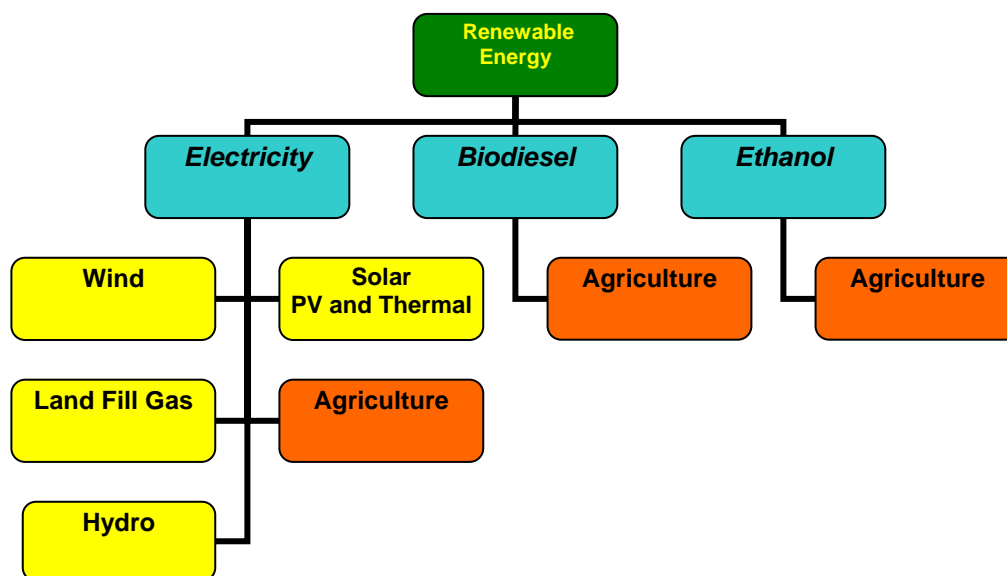 Renewable
Energy
Electricity
Biodiesel
Ethanol
Wind
Solar
PV and Thermal
Agriculture
Agriculture
Land Fill Gas
Agriculture
Hydro